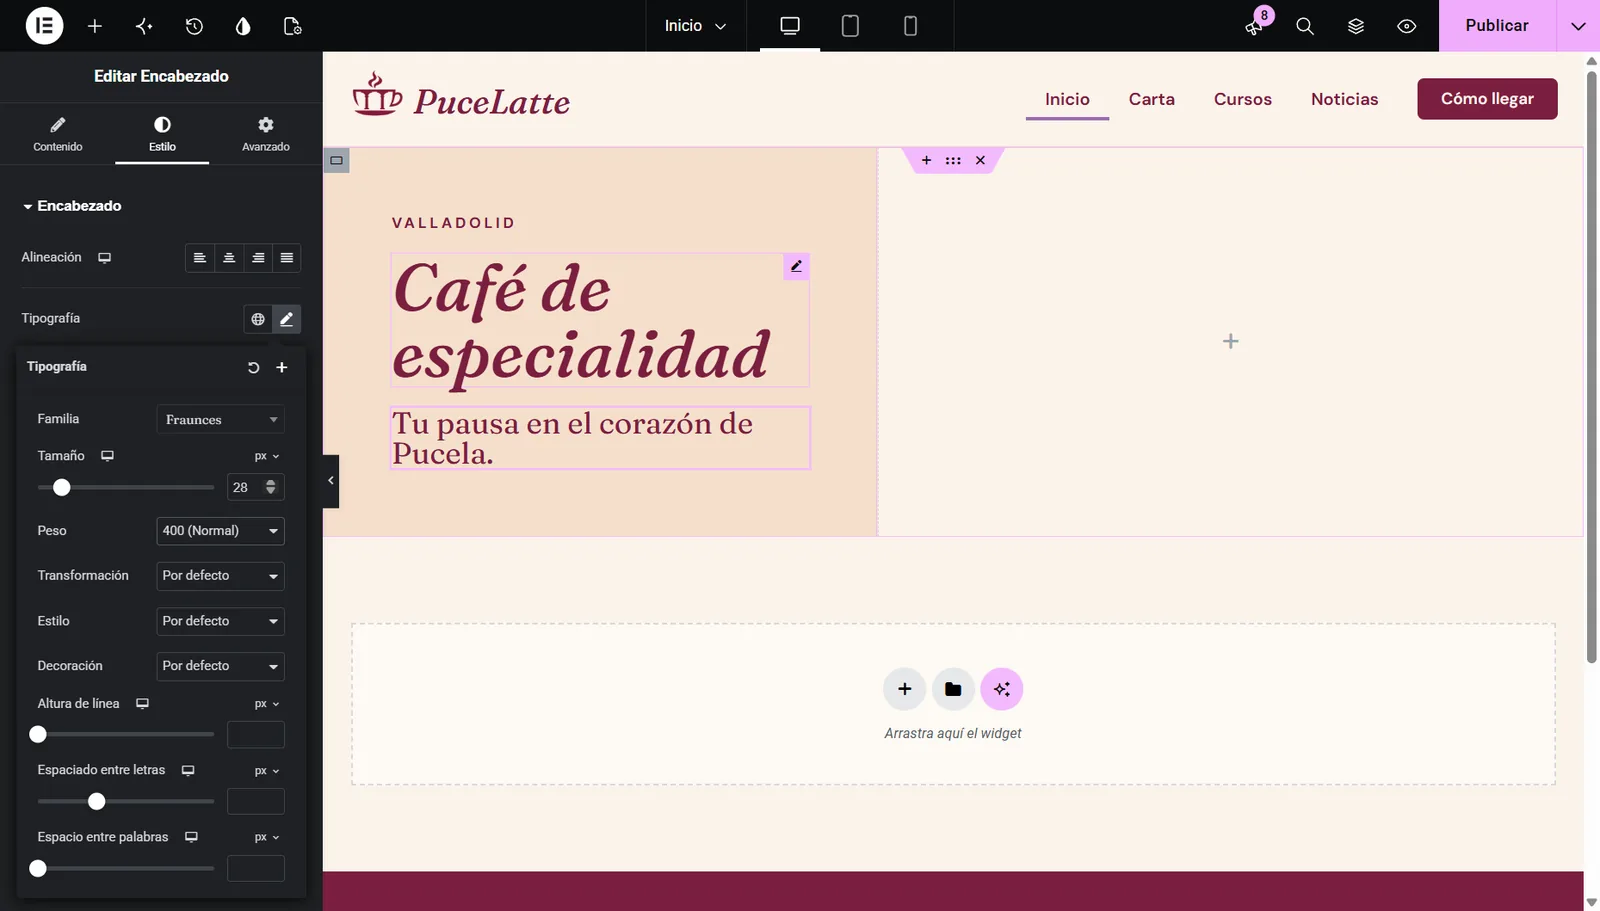 Inicio
8
Publicar
Editar Encabezado
Contenido
Estilo
Avanzado
Encabezado
Alineación
Tipografía
Tipografía
Familia
Fraunces
Tamaño
px
28
Peso
400 (Normal)
Transformación
Por defecto
Estilo
Por defecto
Decoración
Por defecto
Altura de línea
px
Espaciado entre letras
px
Espacio entre palabras
px
PuceLatte
Inicio
Carta
Cursos
Noticias
Cómo llegar
VALLADOLID
Café de
especialidad
Tu pausa en el corazón de
Pucela.
Arrastra aquí el widget